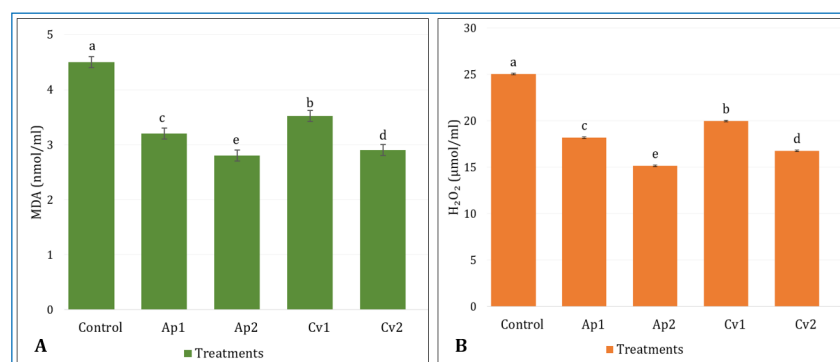 5
4
3
2
1
0
MDA (nmol/ml)
a
c
e
b
d
Control Ap1 Ap2 Cv1 Cv2
A
Treatments
30
25
20
15
10
5
0
H₂O₂ (µmol/ml)
a
c
e
b
d
Control Ap1 Ap2 Cv1 Cv2
B
Treatments